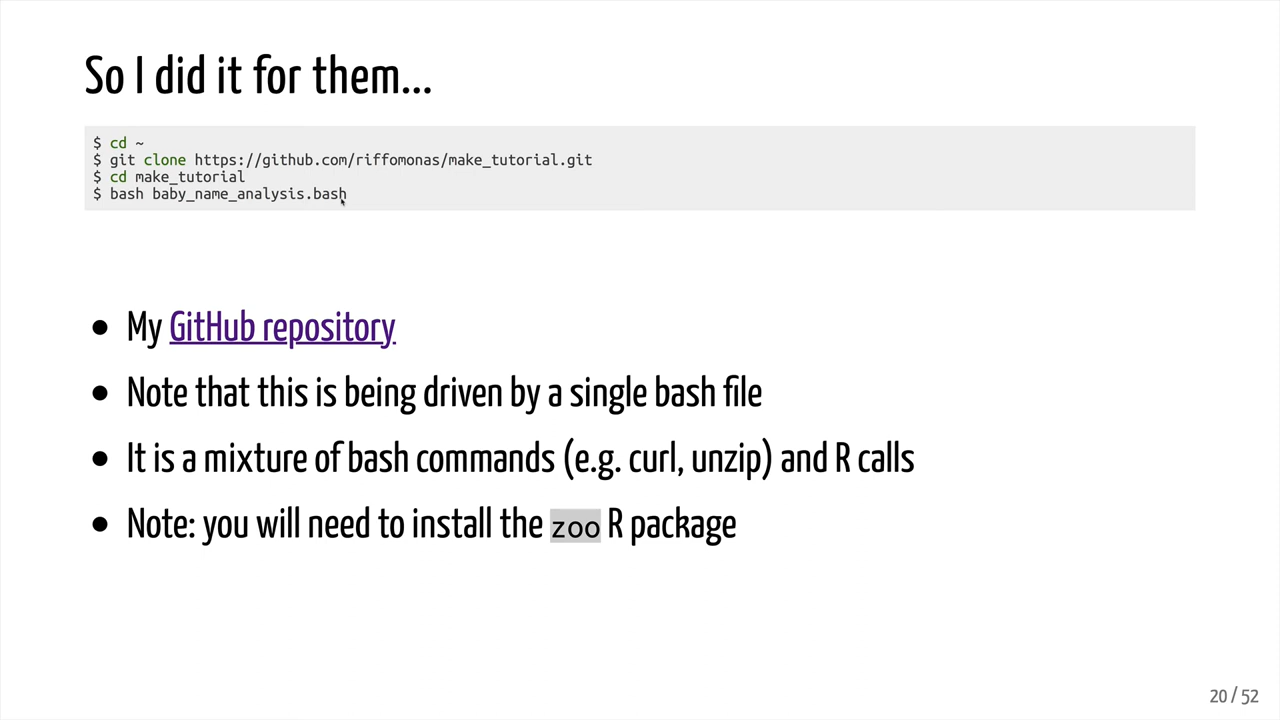 So I did it for them...
$ cd ~
$ git clone https://github.com/riffomonas/make_tutorial.git
$ cd make_tutorial
$ bash baby_name_analysis.bash
• My GitHub repository
• Note that this is being driven by a single bash file
• It is a mixture of bash commands (e.g. curl, unzip) and R calls
• Note: you will need to install the zoo R package
20 / 52